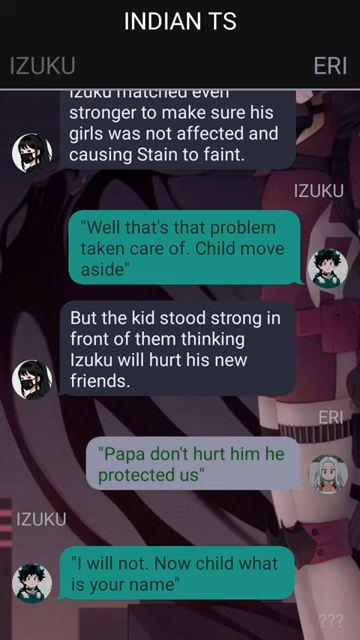 INDIAN TS
IZUKU
ERI
Izuku matched even
stronger to make sure his
girls was not affected and
causing Stain to faint.
IZUKU
"Well that's that problem
taken care of. Child move
aside"
But the kid stood strong in
front of them thinking
Izuku will hurt his new
friends.
ERI
"Papa don't hurt him he
protected us"
IZUKU
"I will not. Now child what
is your name"
???